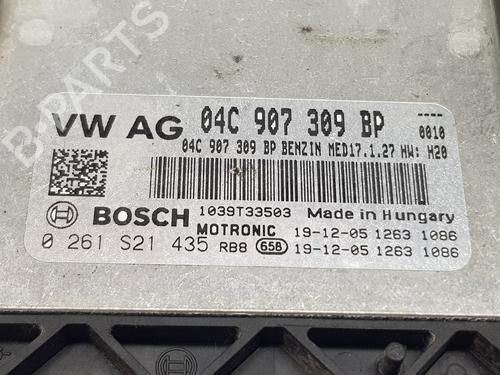 VW AG 04C 907 309 BP ----
0010
04C 907 309 BP BENZIN MED17.1.27 HW: H20
BOSCH 1039T33503 Made in Hungary
MOTRONIC 19-12-05 1263 1086
0 261 S21 435 RB8 65B 19-12-05 1263 1086
B-PARTS